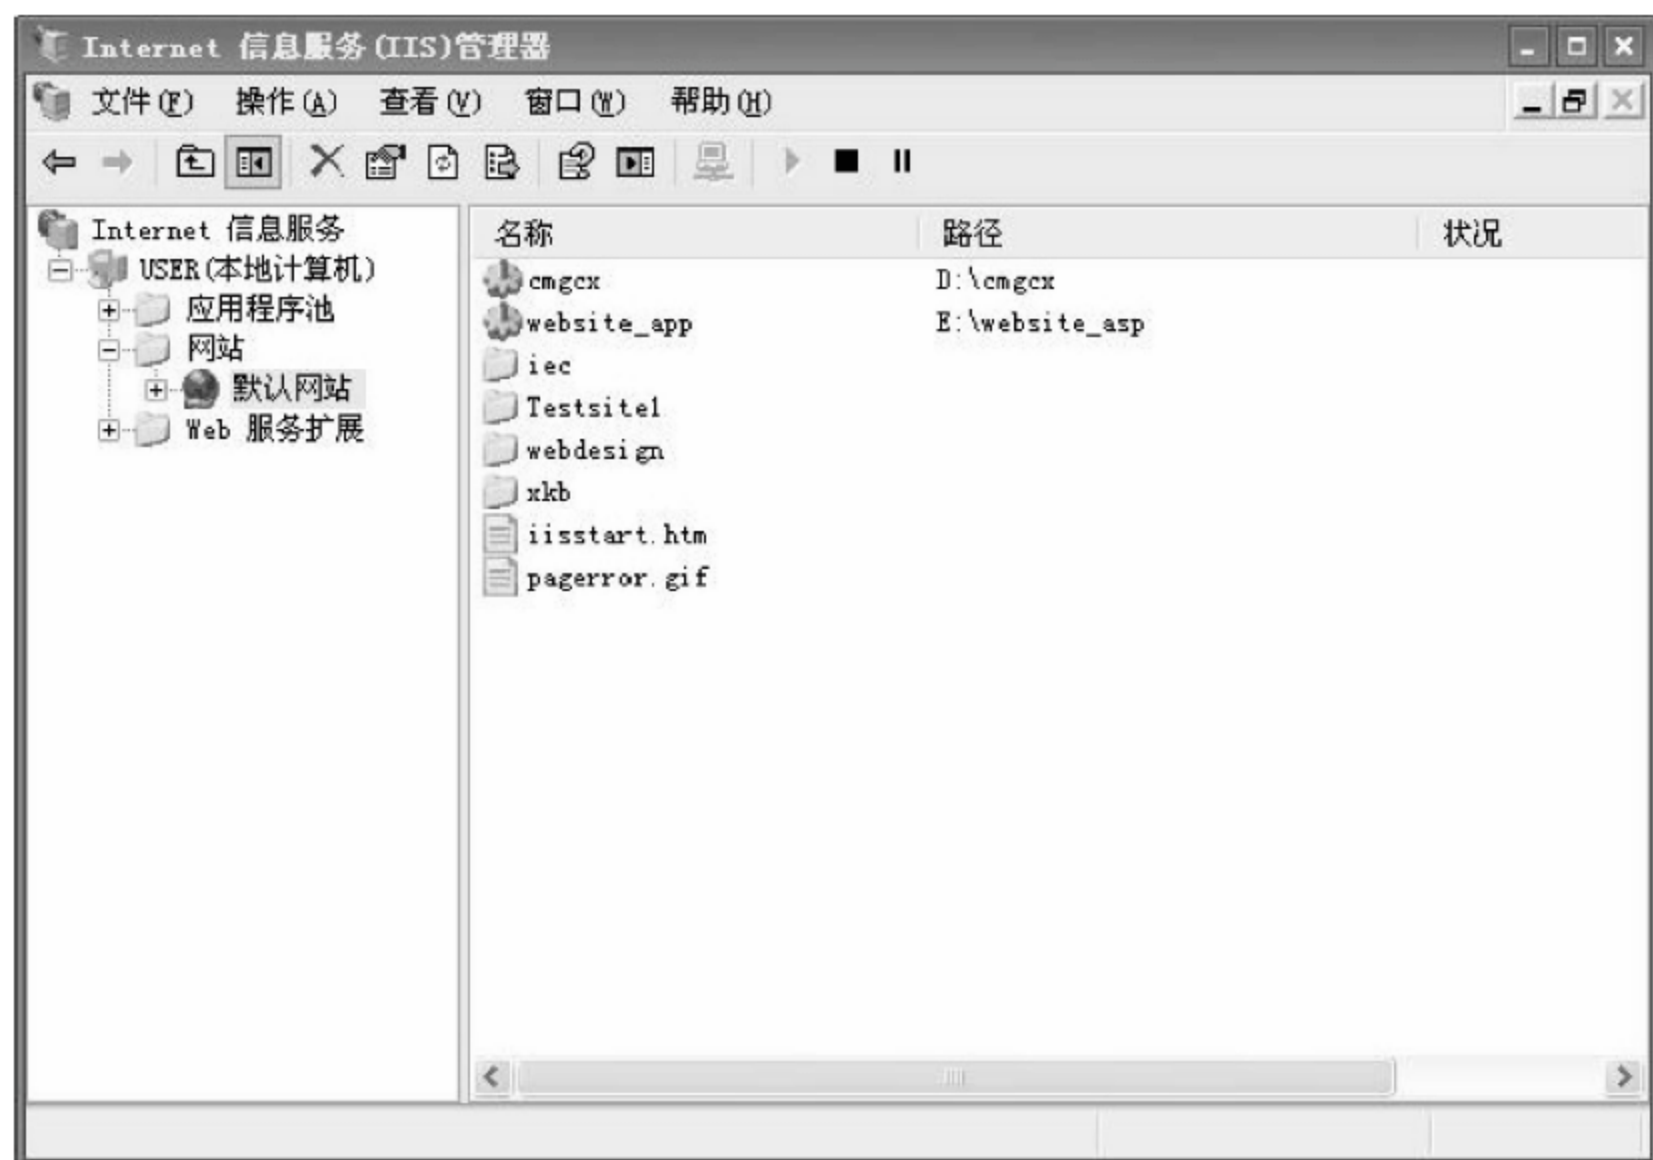 Internet 信息服务(IIS)管理器
文件(F) 操作(A) 查看(V) 窗口(W) 帮助(H)
Internet 信息服务
USER(本地计算机)
应用程序池
网站
默认网站
Web 服务扩展
名称 路径 状况
cmgcx D:\cmgcx
website_app E:\website_asp
iec
Testsite1
webdesign
xkb
iisstart.htm
pagerror.gif